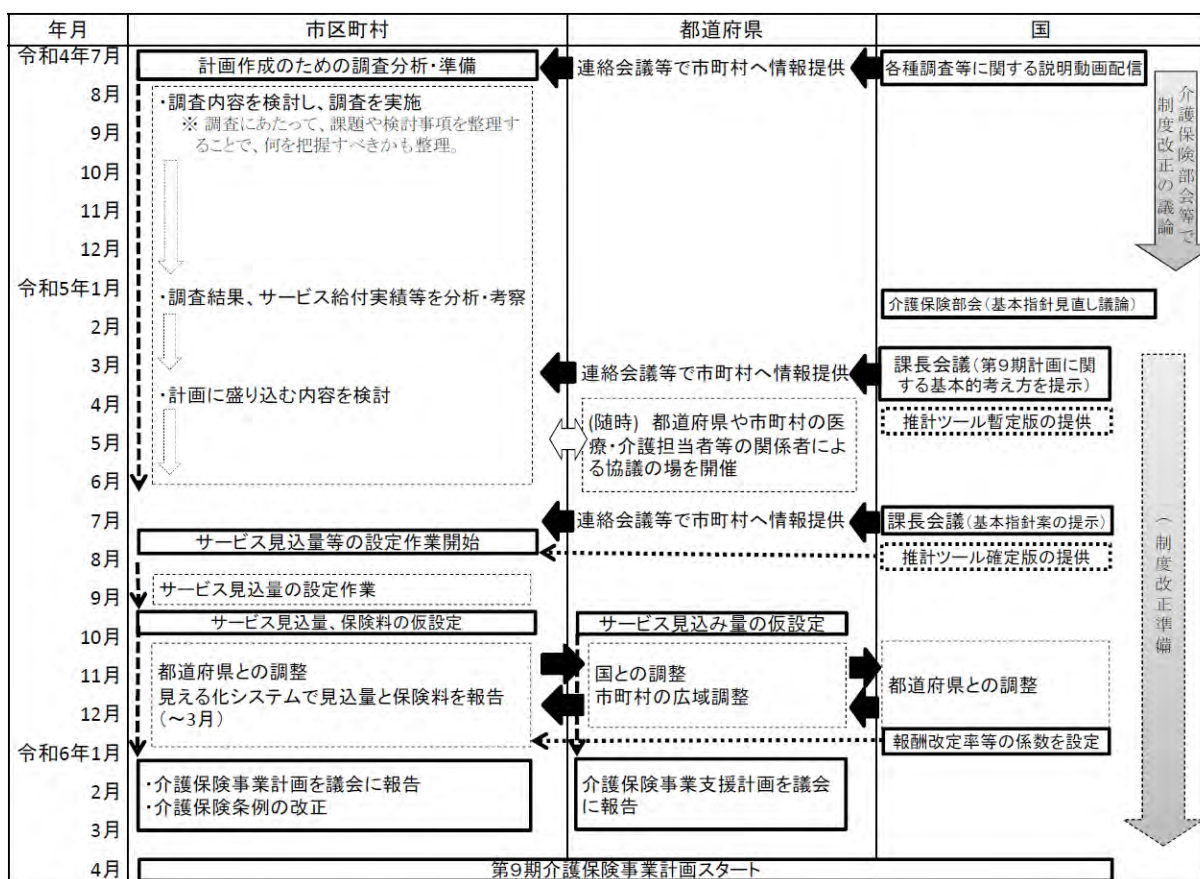 年月
市区町村
都道府県
国
令和4年7月
計画作成のための調査分析・準備
連絡会議等で市町村へ情報提供
各種調査等に関する説明動画配信
8月
・調査内容を検討し、調査を実施
※ 調査にあたって、課題や検討事項を整理す
ることで、何を把握すべきかも整理。
9月
10月
11月
12月
介護保険部会等で
制度改正の議論
令和5年1月
・調査結果、サービス給付実績等を分析・考察
介護保険部会(基本指針見直し議論)
2月
3月
連絡会議等で市町村へ情報提供
課長会議(第9期計画に関
する基本的考え方を提示)
・計画に盛り込む内容を検討
4月
(随時) 都道府県や市町村の医
療・介護担当者等の関係者によ
る協議の場を開催
推計ツール暫定版の提供
5月
6月
7月
連絡会議等で市町村へ情報提供
課長会議(基本指針案の提示)
サービス見込量等の設定作業開始
8月
推計ツール確定版の提供
サービス見込量の設定作業
9月
サービス見込量、保険料の仮設定
サービス見込み量の仮設定
10月
都道府県との調整
見える化システムで見込量と保険料を報告
(~3月)
国との調整
市町村の広域調整
都道府県との調整
11月
12月
報酬改定率等の係数を設定
(制度改正準備
令和6年1月
・介護保険事業計画を議会に報告
・介護保険条例の改正
介護保険事業支援計画を議会
に報告
2月
3月
4月
第9期介護保険事業計画スタート